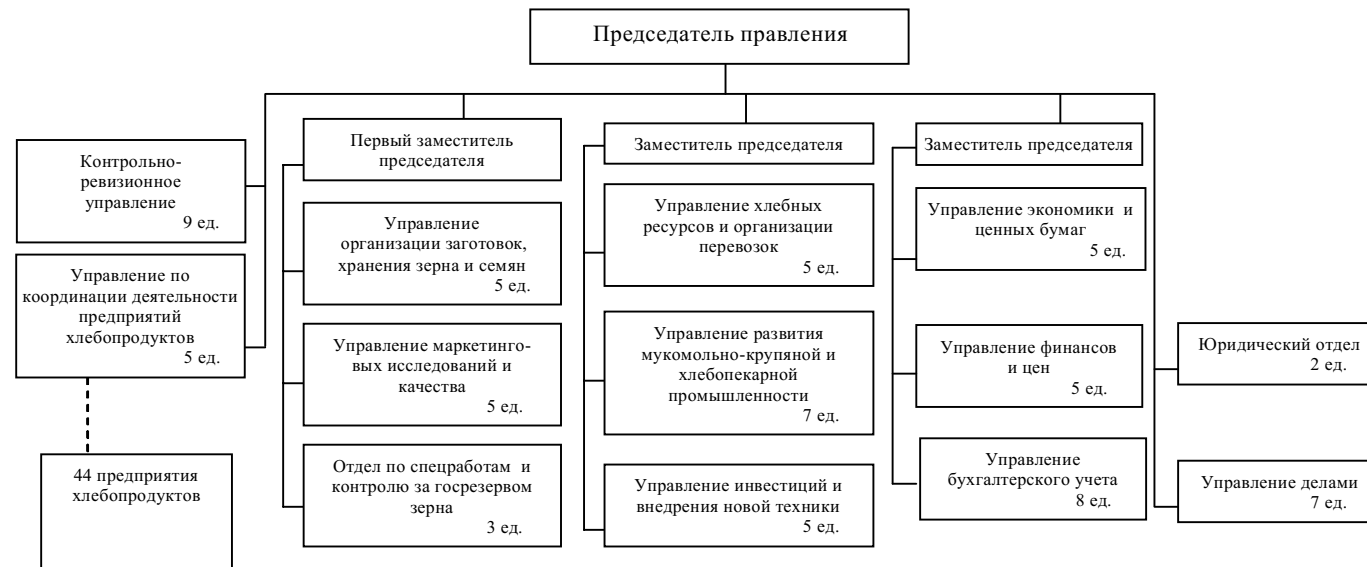 Председатель правления
Контрольно-
ревизионное
управление
9 ед.
Управление по
координации деятельности
предприятий
хлебопродуктов
5 ед.
44 предприятия
хлебопродуктов
Первый заместитель
председателя
Управление
организации заготовок,
хранения зерна и семян
5 ед.
Управление маркетинго-
вых исследований и
качества
5 ед.
Отдел по спецработам и
контролю за госрезервом
зерна
3 ед.
Заместитель председателя
Управление хлебных
ресурсов и организации
перевозок
5 ед.
Управление развития
мукомольно-крупяной и
хлебопекарной
промышленности
7 ед.
Управление инвестиций и
внедрения новой техники
5 ед.
Заместитель председателя
Управление экономики и
ценных бумаг
5 ед.
Управление финансов
и цен
5 ед.
Управление
бухгалтерского учета
8 ед.
Юридический отдел
2 ед.
Управление делами
7 ед.